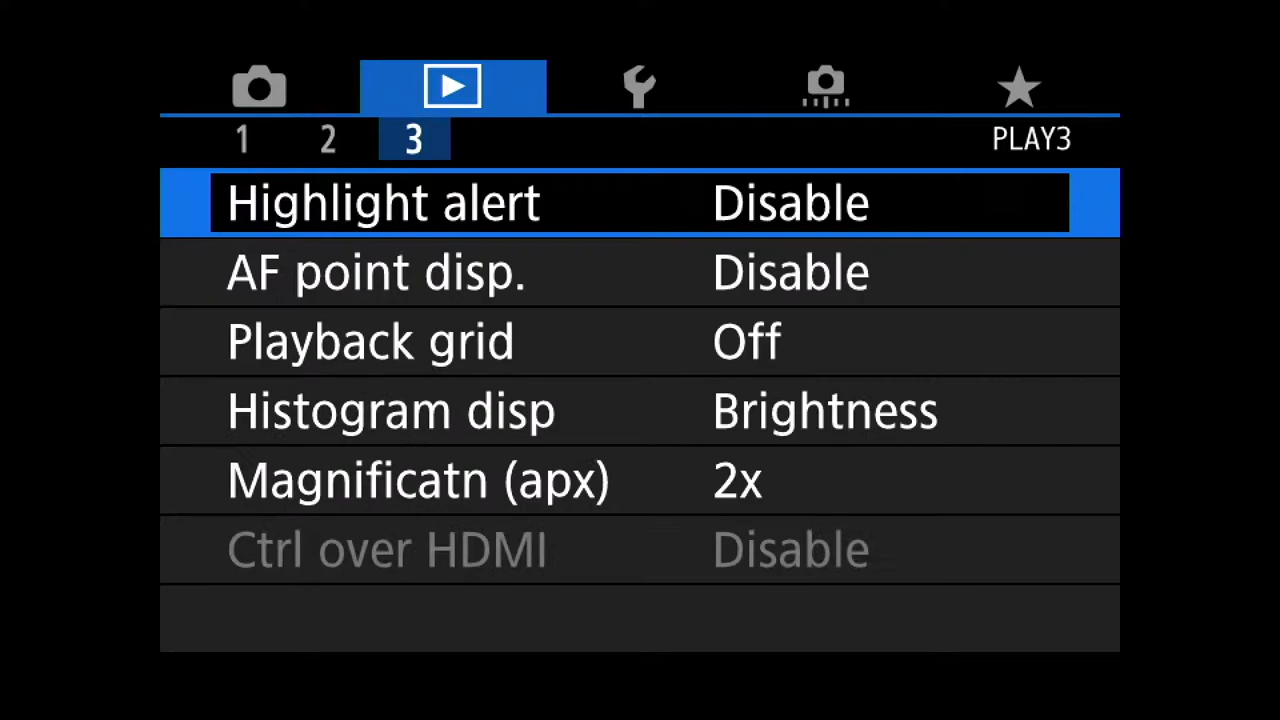 1 2 3 PLAY3
Highlight alert Disable
AF point disp. Disable
Playback grid Off
Histogram disp Brightness
Magnificatn (apx) 2x
Ctrl over HDMI Disable